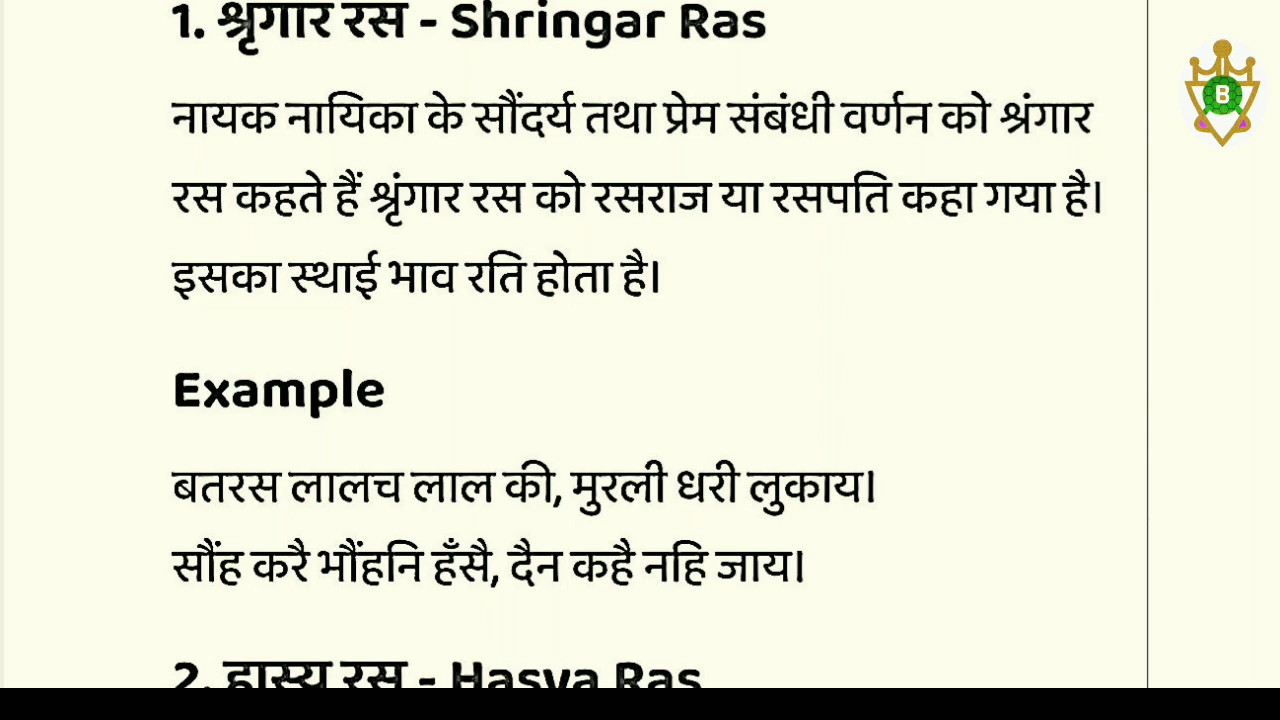 1. श्रृगार रस - Shringar Ras
नायक नायिका के सौंदर्य तथा प्रेम संबंधी वर्णन को श्रंगार
रस कहते हैं श्रृंगार रस को रसराज या रसपति कहा गया है।
इसका स्थाई भाव रति होता है।
Example
बतरस लालच लाल की, मुरली धरी लुकाय।
सौंह करै भौंहनि हँसै, दैन कहै नहि जाय।
2. हास्य रस - Hasya Ras
B